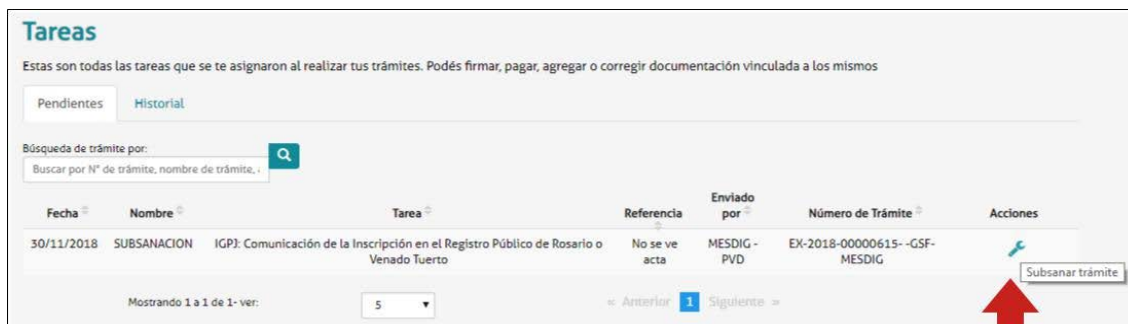 Tareas
Estas son todas las tareas que se te asignaron al realizar tus trámites. Podés firmar, pagar, agregar o corregir documentación vinculada a los mismos
Pendientes Historial
Búsqueda de trámite por:
Buscar por N° de trámite, nombre de trámite,
Fecha Nombre Tarea Referencia Enviado por Número de Trámite Acciones
30/11/2018 SUBSANACION IGPJ: Comunicación de la Inscripción en el Registro Público de Rosario o No se ve MESDIG - EX-2018-00000615- -GSF-
Venado Tuerto acta PVD MESDIG
Subsanar trámite
Mostrando 1 a 1 de 1- ver: 5 « Anterior 1 Siguiente »